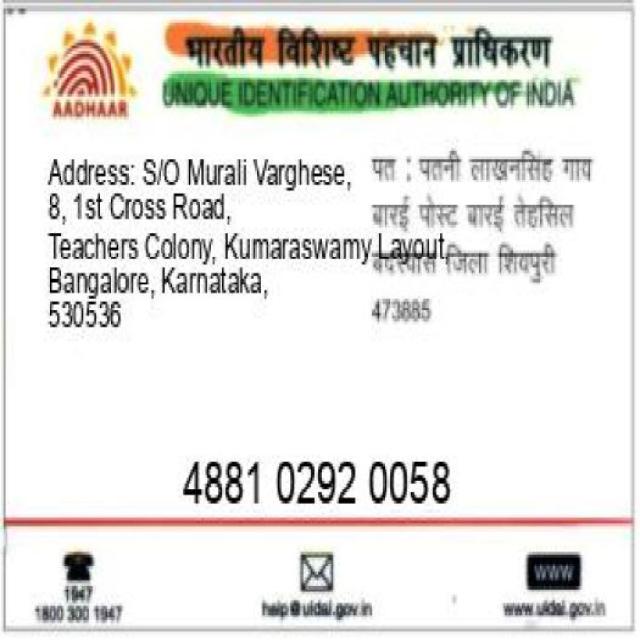 भारतीय विशिष्ट पहचान प्राधिकरण
AADHAAR
UNIQUE IDENTIFICATION AUTHORITY OF INDIA
Address: S/O Murali Varghese,
8, 1st Cross Road,
Teachers Colony, Kumaraswamy Layout,
Bangalore, Karnataka,
530536
पत : पतनी लाखनसिंह गाव
बारई पोस्ट बारई तेहसिल
बदरवास जिला शिवपुरी
473885
4881 0292 0058
1947
1800 300 1947
help@uidai.gov.in
WWW
www.uidai.gov.in